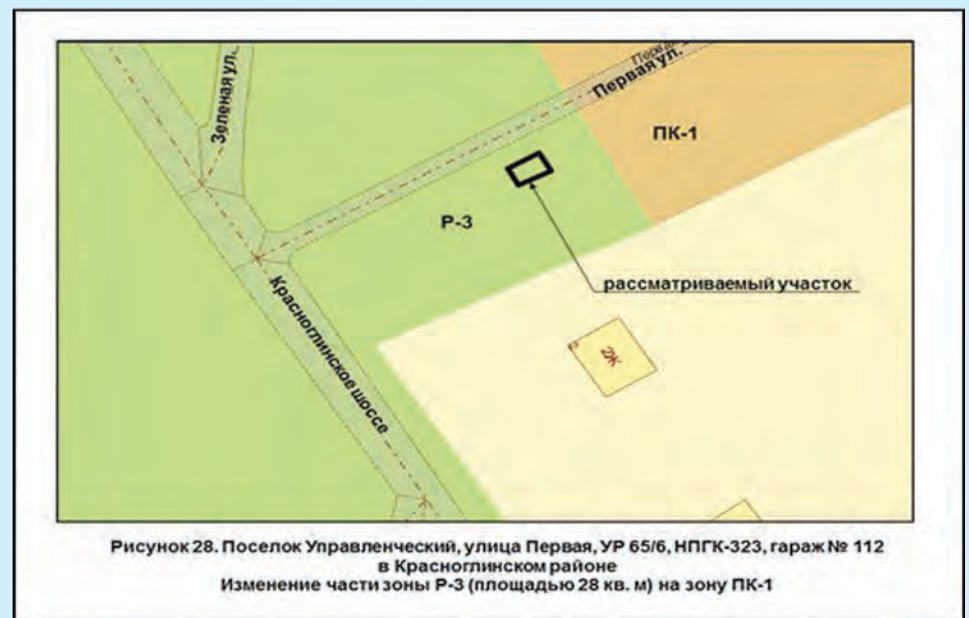 Первая
Первая ул.
Зеленая ул.
ПК-1
Р-3
рассматриваемый участок
2Ж
Красноглинское шоссе
Рисунок 28. Поселок Управленческий, улица Первая, УР 65/6, НПГК-323, гараж № 112
в Красноглинском районе
Изменение части зоны Р-3 (площадью 28 кв. м) на зону ПК-1